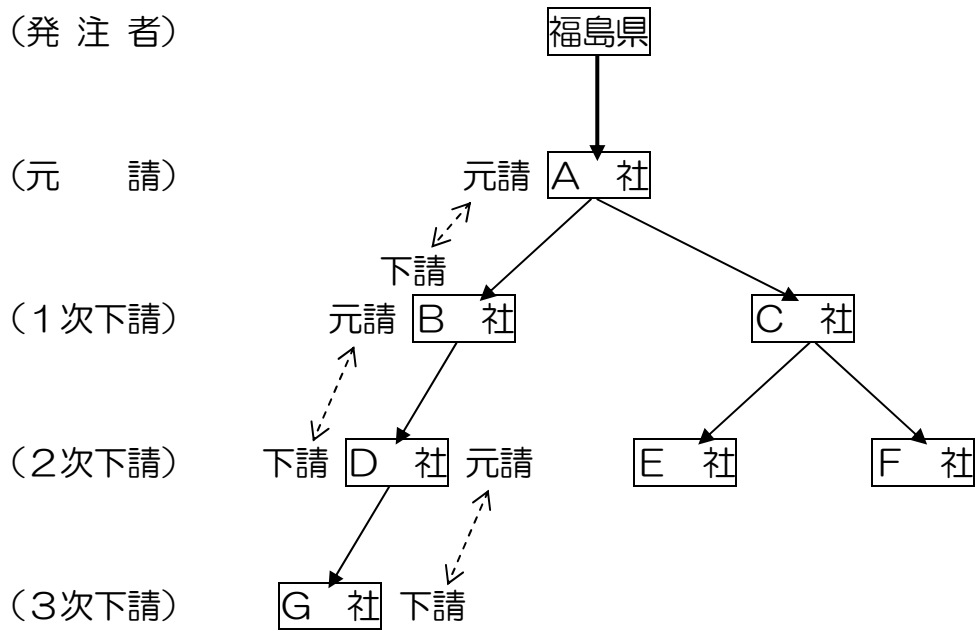 （発 注 者） 福島県
（元　　請） 元請 Ａ　社
下請
（１次下請） 元請 Ｂ　社 Ｃ　社
（２次下請） 下請 Ｄ　社 元請 Ｅ　社 Ｆ　社
（３次下請） Ｇ　社 下請